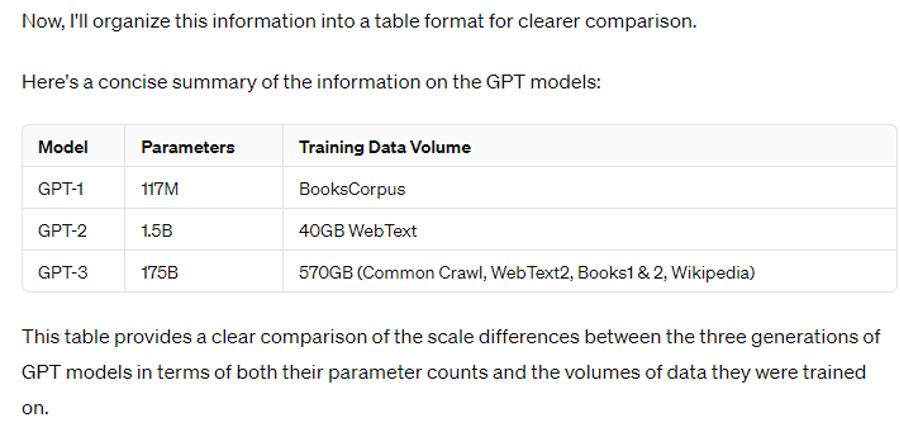 Now, I'll organize this information into a table format for clearer comparison.
Here's a concise summary of the information on the GPT models:
Model Parameters Training Data Volume
GPT-1 117M BooksCorpus
GPT-2 1.5B 40GB WebText
GPT-3 175B 570GB (Common Crawl, WebText2, Books1 & 2, Wikipedia)
This table provides a clear comparison of the scale differences between the three generations of
GPT models in terms of both their parameter counts and the volumes of data they were trained
on.